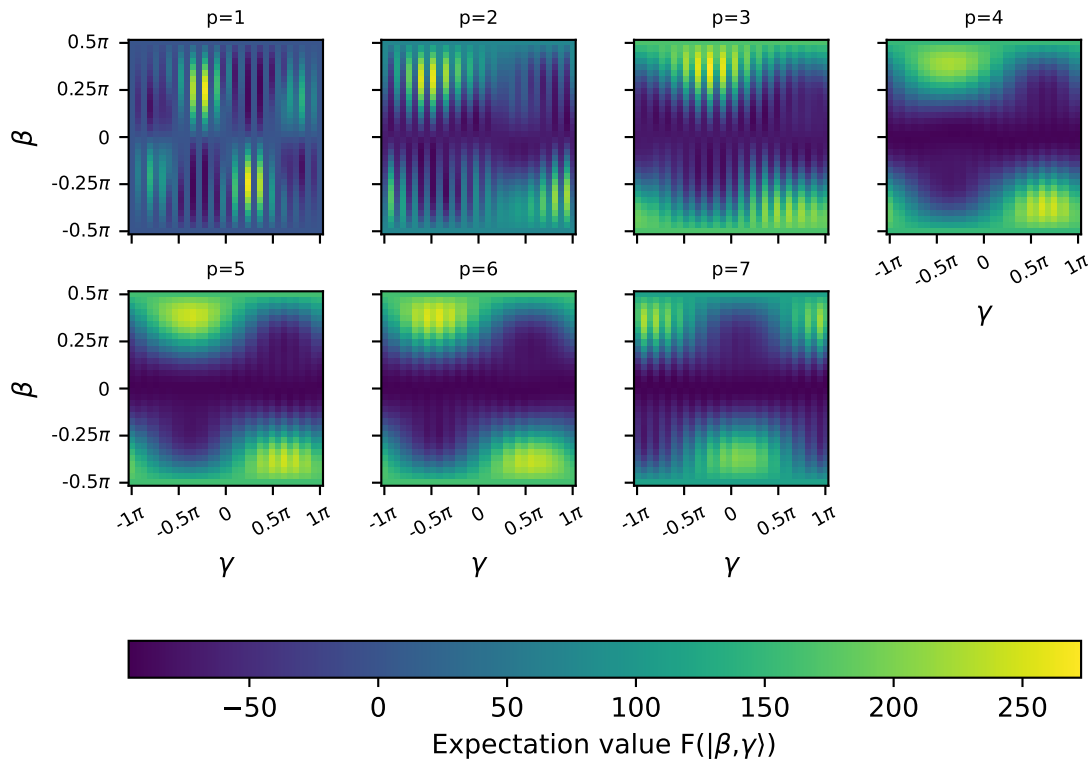 p=1 p=2 p=3 p=4
0.5π
0.25π
0
-0.25π
-0.5π
β
-1π -0.5π 0 0.5π 1π
γ
p=5 p=6 p=7
0.5π
0.25π
0
-0.25π
-0.5π
β
-1π -0.5π 0 0.5π 1π -1π -0.5π 0 0.5π 1π -1π -0.5π 0 0.5π 1π
γ γ γ
−50 0 50 100 150 200 250
Expectation value F(|β,γ⟩)